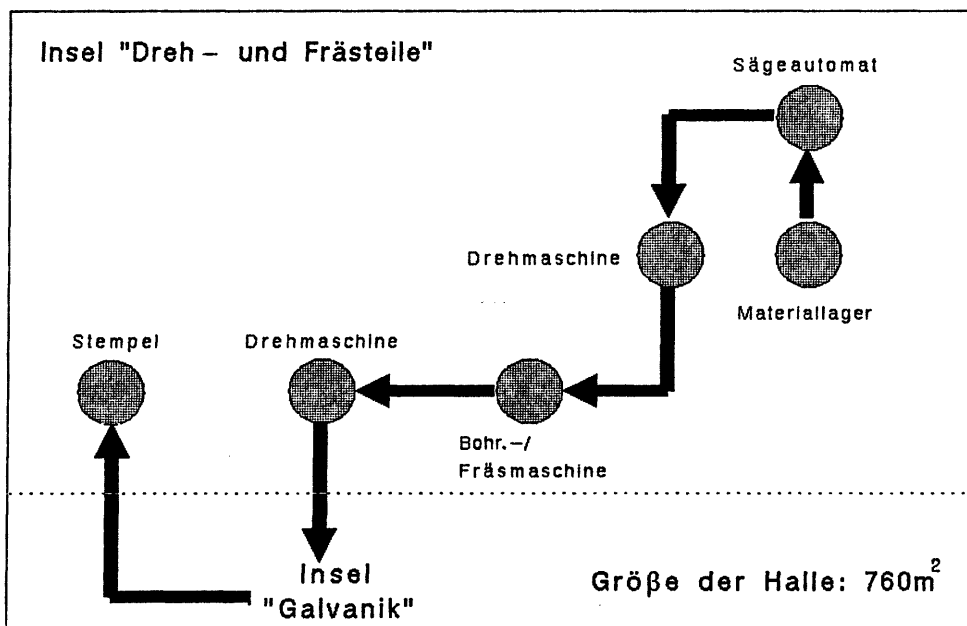 Insel "Dreh – und Frästeile"
Sägeautomat
Drehmaschine
Materiallager
Stempel
Drehmaschine
Bohr.–/
Fräsmaschine
Insel
"Galvanik"
Größe der Halle: 760m²